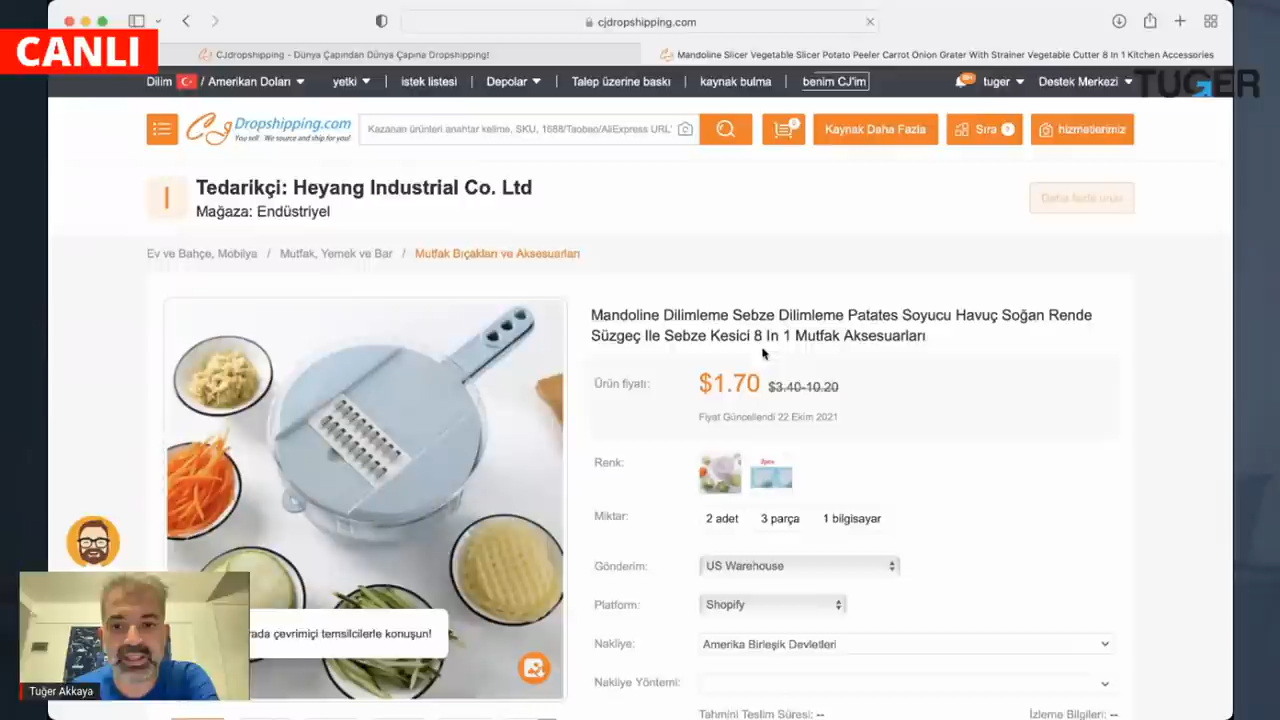 CANLI
cjdropshipping.com
CJdropshipping - Dünya Çapından Dünya Çapına Dropshipping!
Mandoline Slicer Vegetable Slicer Potato Peeler Carrot Onion Grater With Strainer Vegetable Cutter 8 In 1 Kitchen Accessories
Dilim / Amerikan Doları yetki istek listesi Depolar Talep üzerine baskı kaynak bulma benim CJ'im tuger Destek Merkezi
TUGER
CJ Dropshipping.com
You sell, We source and ship for you!
Kazanan ürünleri anahtar kelime, SKU, 1688/Taobao/AliExpress URL'
0
Kaynak Daha Fazla
Sıra
hizmetlerimiz
I
Tedarikçi: Heyang Industrial Co. Ltd
Mağaza: Endüstriyel
Daha fazla ürün
Ev ve Bahçe, Mobilya / Mutfak, Yemek ve Bar / Mutfak Bıçakları ve Aksesuarları
Mandoline Dilimleme Sebze Dilimleme Patates Soyucu Havuç Soğan Rende
Süzgeç Ile Sebze Kesici 8 In 1 Mutfak Aksesuarları
Ürün fiyatı: $1.70 $3.40-10.20
Fiyat Güncellendi 22 Ekim 2021
Renk:
Miktar: 2 adet 3 parça 1 bilgisayar
Gönderim: US Warehouse
Platform: Shopify
Nakliye: Amerika Birleşik Devletleri
Nakliye Yöntemi:
Tahmini Teslim Süresi: -- İzleme Bilgileri: --
rada çevrimiçi temsilcilerle konuşun!
Tuğer Akkaya